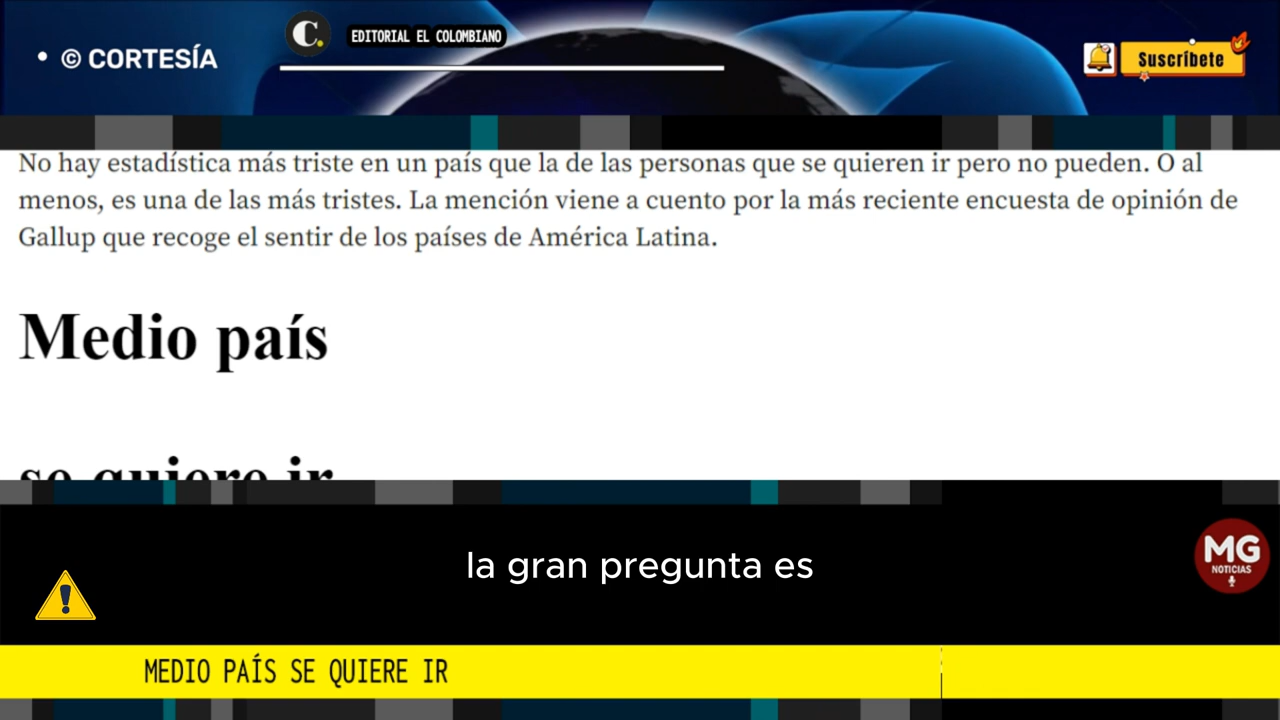 • © CORTESÍA
C.
EDITORIAL EL COLOMBIANO
Suscríbete
No hay estadística más triste en un país que la de las personas que se quieren ir pero no pueden. O al
menos, es una de las más tristes. La mención viene a cuento por la más reciente encuesta de opinión de
Gallup que recoge el sentir de los países de América Latina.
Medio país
se quiere ir
la gran pregunta es
MG
NOTICIAS
MEDIO PAÍS SE QUIERE IR